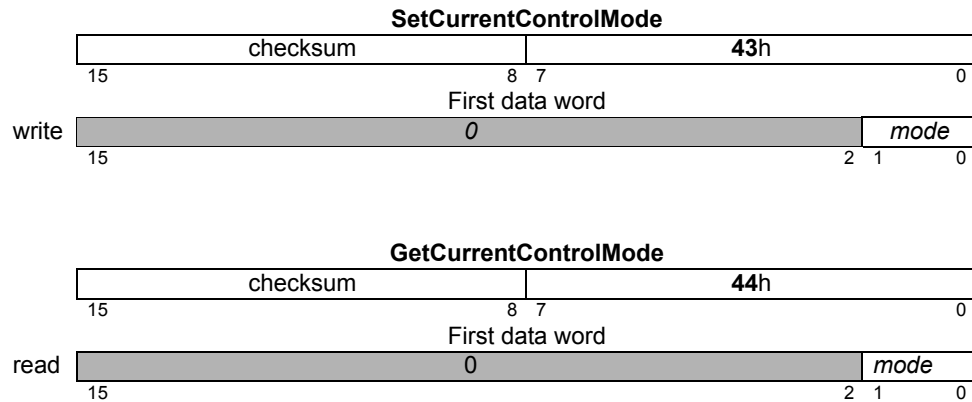 SetCurrentControlMode
checksum 43h
15 8 7 0
First data word
write 0 mode
15 2 1 0
GetCurrentControlMode
checksum 44h
15 8 7 0
First data word
read 0 mode
15 2 1 0